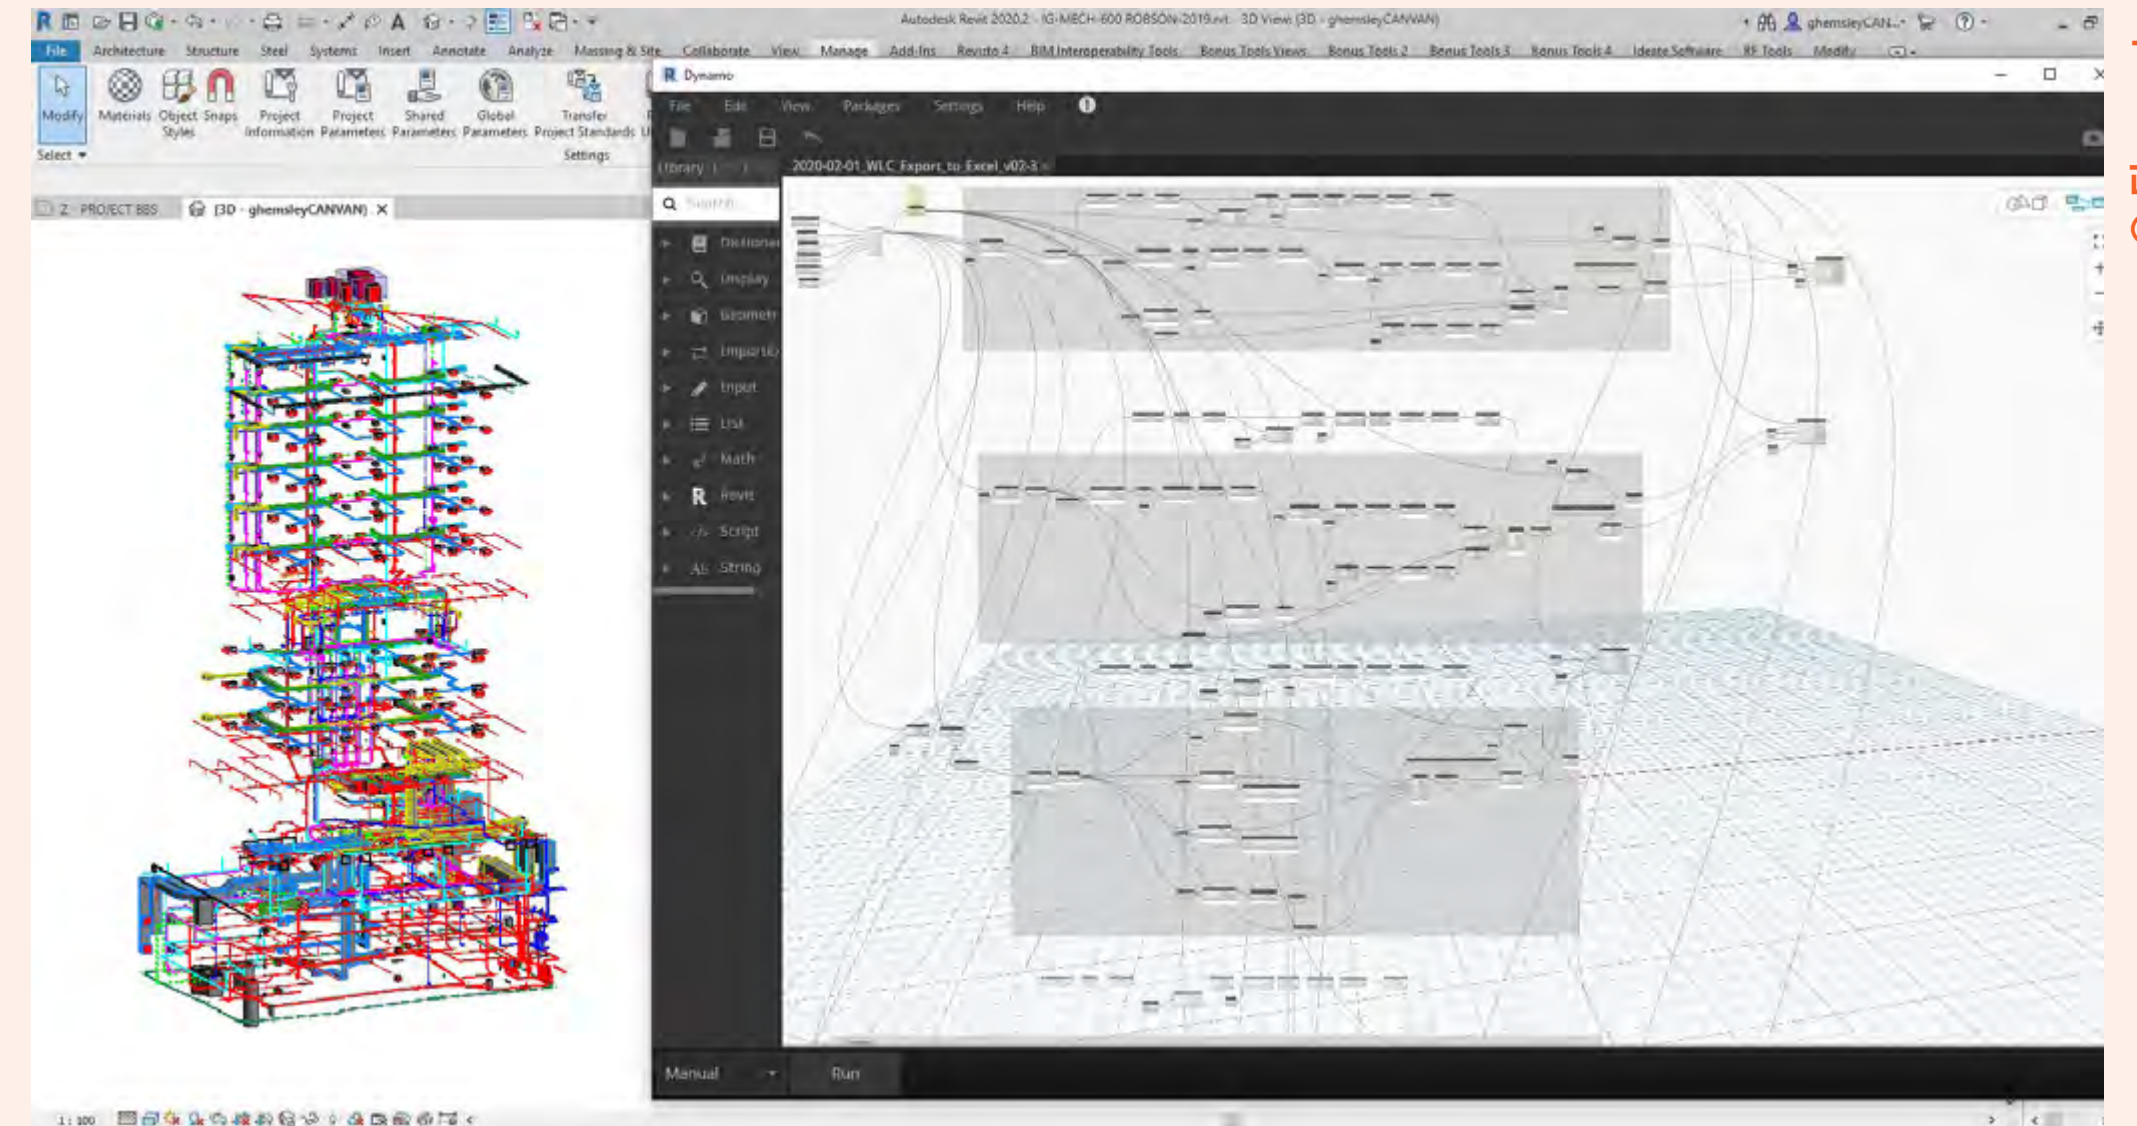 Autodesk Revit 2020.2 - IG-MECH-600 ROBSON-2019.rvt - 3D View: {3D - ghemsleyCANVAN}
ghemsleyCAN...
File Architecture Structure Steel Systems Insert Annotate Analyze Massing & Site Collaborate View Manage Add-Ins Revizto 4 BIM Interoperability Tools Bonus Tools Views Bonus Tools 2 Bonus Tools 3 Bonus Tools 4 Ideate Software RF Tools Modify
Modify Materials Object Styles Snaps Project Information Project Parameters Shared Parameters Global Parameters Transfer Project Standards
Select
Settings
Z - PROJECT BBS
{3D - ghemsleyCANVAN}
Dynamo
File Edit View Packages Settings Help
Library
2020-02-01_WLC_Export_to_Excel_v02-3
Search
Dictionar
Display
Geometr
Input
List
Math
Revit
Script
String
Manual
Run
1 : 100